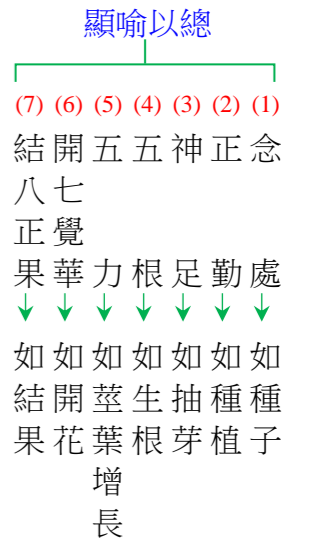 顯喻以總
(1) 念處 如種子
(2) 正勤 如種植
(3) 神足 如抽芽
(4) 五根 如生根
(5) 五力 如莖葉增長
(6) 開七覺華 如開花
(7) 結八正果 如結果